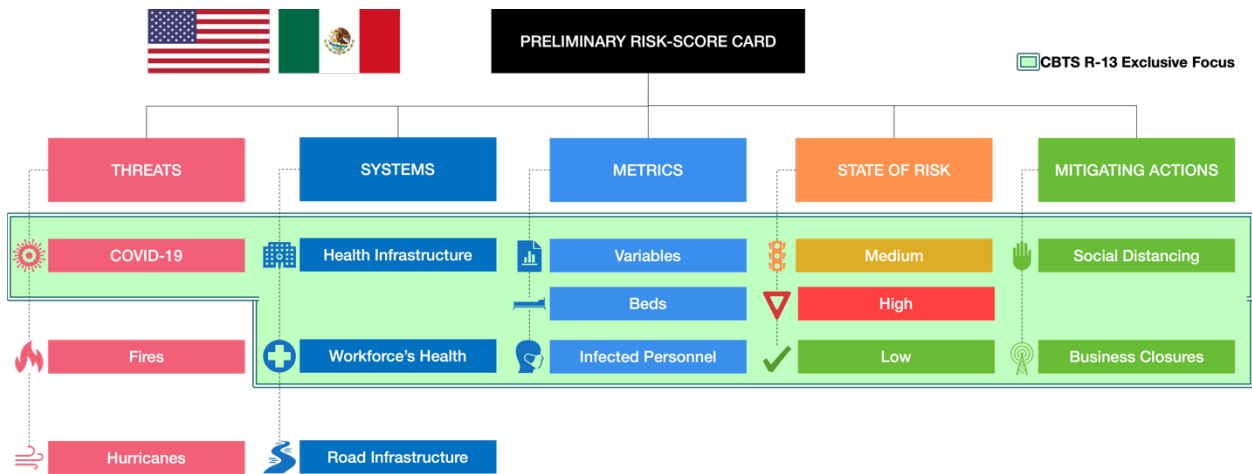 PRELIMINARY RISK-SCORE CARD
CBTS R-13 Exclusive Focus
THREATS
SYSTEMS
METRICS
STATE OF RISK
MITIGATING ACTIONS
COVID-19
Health Infrastructure
Variables
Medium
Social Distancing
Beds
High
Fires
Workforce's Health
Infected Personnel
Low
Business Closures
Hurricanes
Road Infrastructure